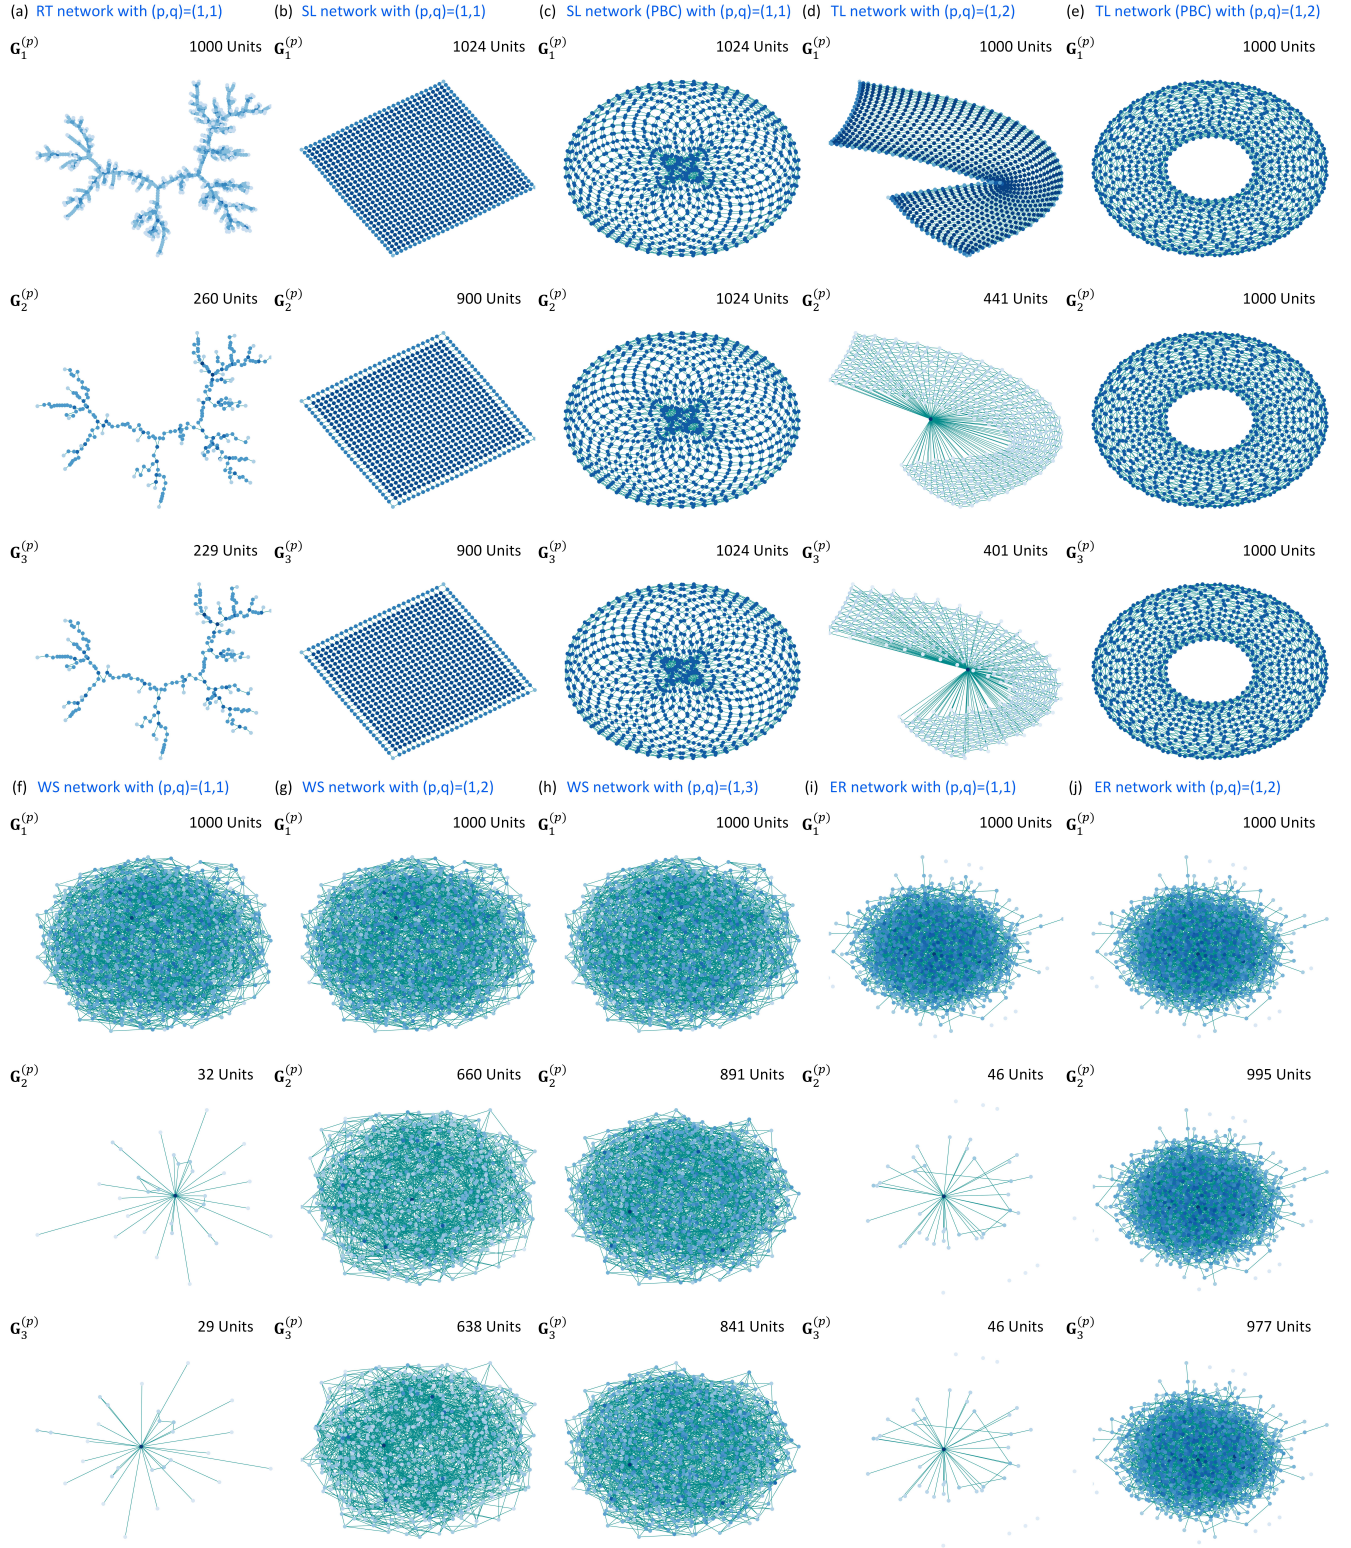 (a) RT network with (p,q)=(1,1) (b) SL network with (p,q)=(1,1) (c) SL network (PBC) with (p,q)=(1,1) (d) TL network with (p,q)=(1,2) (e) TL network (PBC) with (p,q)=(1,2)
G₁⁽ᵖ⁾ 1000 Units G₁⁽ᵖ⁾ 1024 Units G₁⁽ᵖ⁾ 1024 Units G₁⁽ᵖ⁾ 1000 Units G₁⁽ᵖ⁾ 1000 Units
G₂⁽ᵖ⁾ 260 Units G₂⁽ᵖ⁾ 900 Units G₂⁽ᵖ⁾ 1024 Units G₂⁽ᵖ⁾ 441 Units G₂⁽ᵖ⁾ 1000 Units
G₃⁽ᵖ⁾ 229 Units G₃⁽ᵖ⁾ 900 Units G₃⁽ᵖ⁾ 1024 Units G₃⁽ᵖ⁾ 401 Units G₃⁽ᵖ⁾ 1000 Units
(f) WS network with (p,q)=(1,1) (g) WS network with (p,q)=(1,2) (h) WS network with (p,q)=(1,3) (i) ER network with (p,q)=(1,1) (j) ER network with (p,q)=(1,2)
G₁⁽ᵖ⁾ 1000 Units G₁⁽ᵖ⁾ 1000 Units G₁⁽ᵖ⁾ 1000 Units G₁⁽ᵖ⁾ 1000 Units G₁⁽ᵖ⁾ 1000 Units
G₂⁽ᵖ⁾ 32 Units G₂⁽ᵖ⁾ 660 Units G₂⁽ᵖ⁾ 891 Units G₂⁽ᵖ⁾ 46 Units G₂⁽ᵖ⁾ 995 Units
G₃⁽ᵖ⁾ 29 Units G₃⁽ᵖ⁾ 638 Units G₃⁽ᵖ⁾ 841 Units G₃⁽ᵖ⁾ 46 Units G₃⁽ᵖ⁾ 977 Units